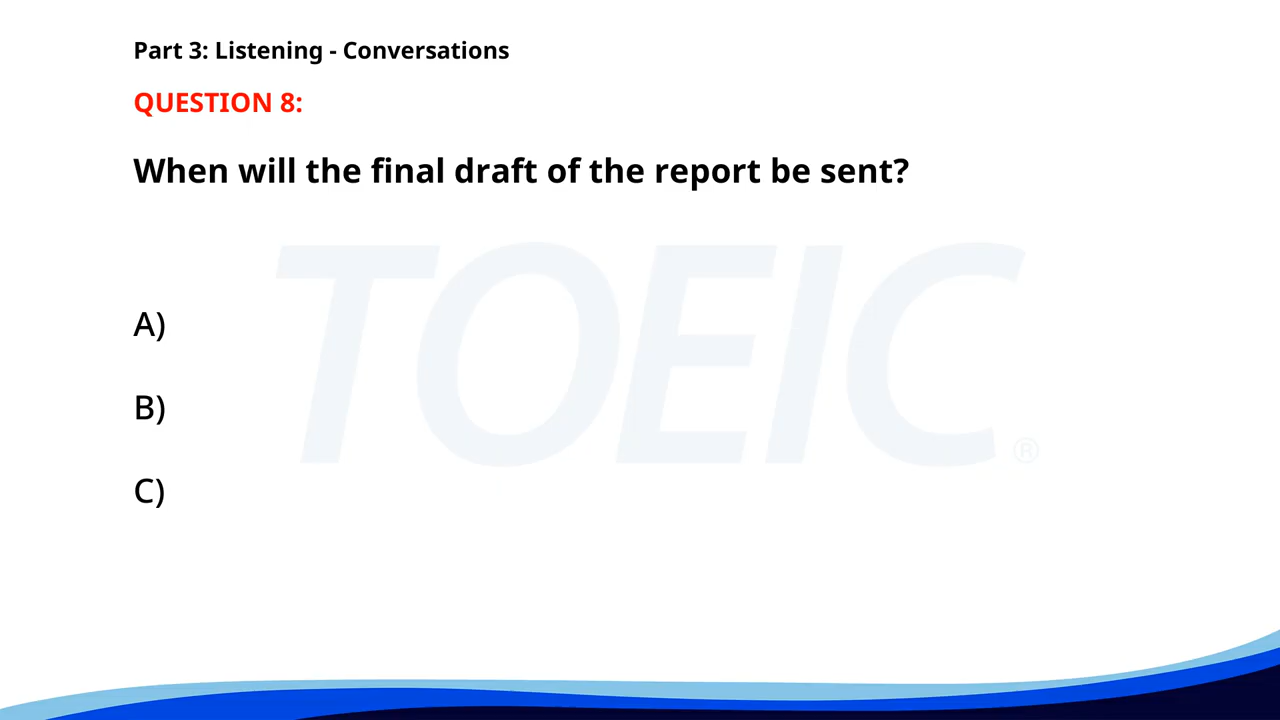 Part 3: Listening - Conversations
QUESTION 8:
When will the final draft of the report be sent?
TOEIC®
A)
B)
C)